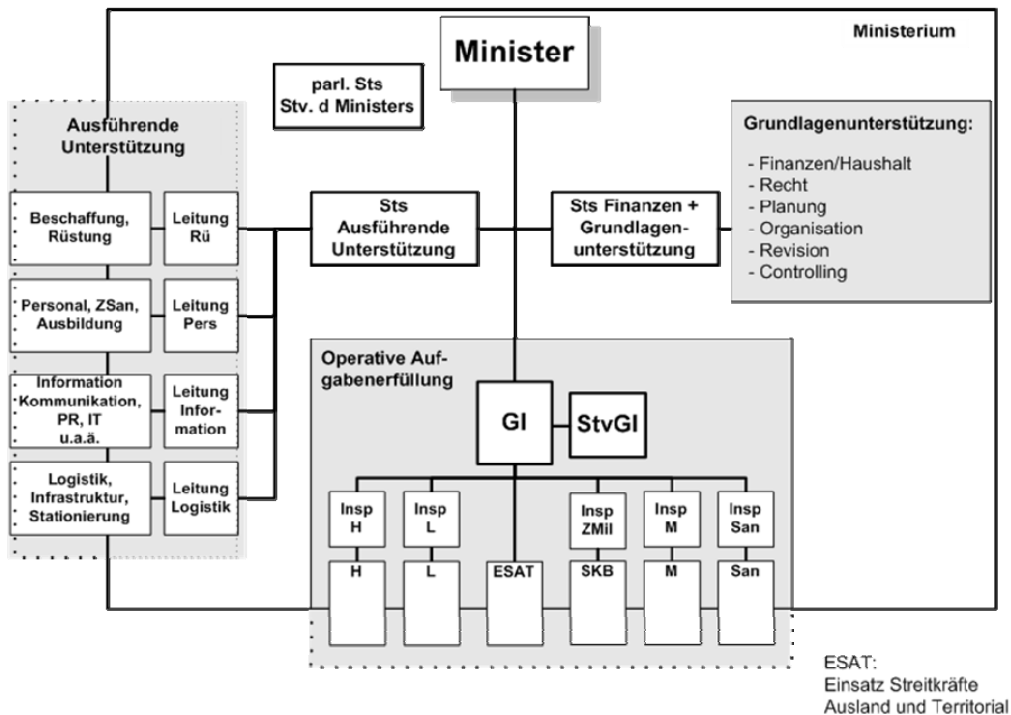 Ministerium
Minister
parl. Sts
Stv. d Ministers
Ausführende
Unterstützung
Grundlagenunterstützung:
- Finanzen/Haushalt
- Recht
- Planung
- Organisation
- Revision
- Controlling
Sts
Ausführende
Unterstützung
Sts Finanzen +
Grundlagen-
unterstützung
Beschaffung,
Rüstung
Leitung
Rü
Personal, ZSan,
Ausbildung
Leitung
Pers
Information
Kommunikation,
PR, IT
u.a.ä.
Leitung
Infor-
mation
Logistik,
Infrastruktur,
Stationierung
Leitung
Logistik
Operative Auf-
gabenerfüllung
GI
StvGI
Insp
H
Insp
L
Insp
ZMil
Insp
M
Insp
San
H
L
ESAT
SKB
M
San
ESAT:
Einsatz Streitkräfte
Ausland und Territorial